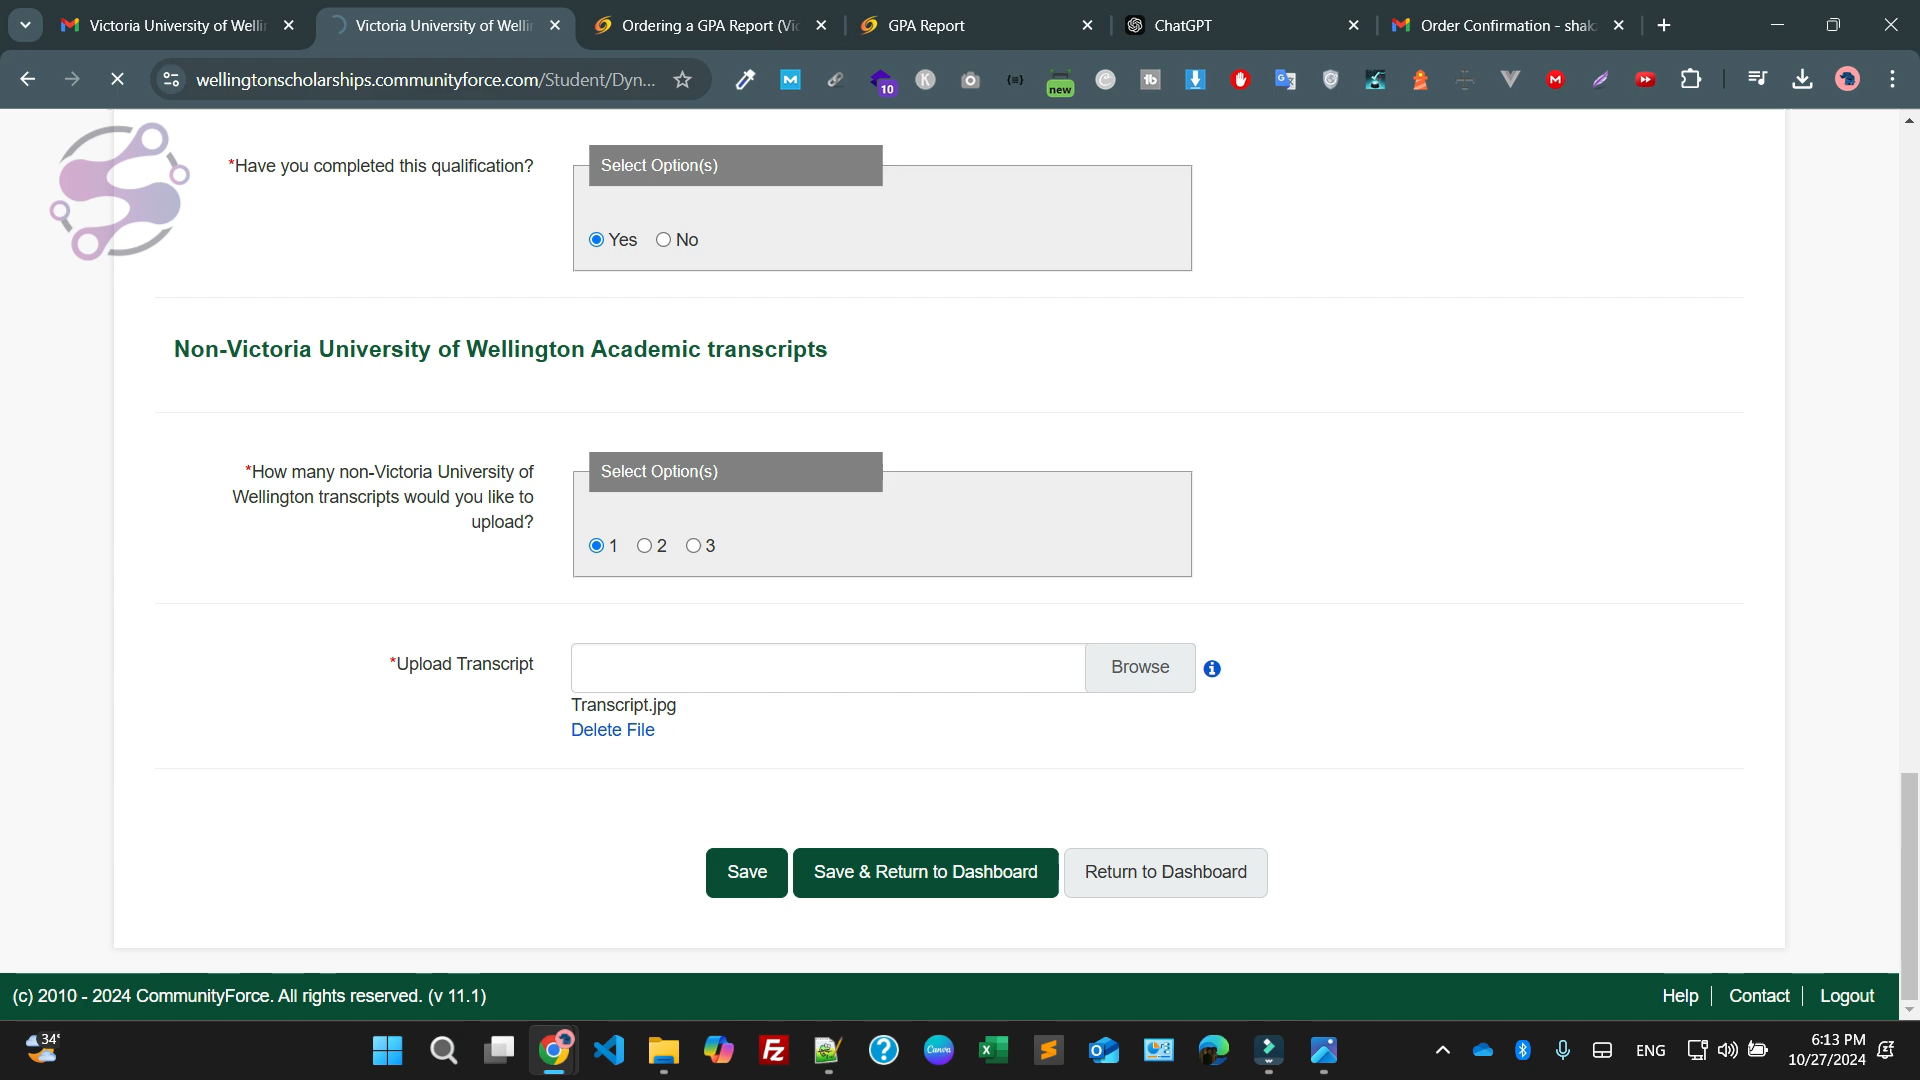 Victoria University of Welli
Victoria University of Welli
Ordering a GPA Report (Vi
GPA Report
ChatGPT
Order Confirmation - shak
wellingtonscholarships.communityforce.com/Student/Dyn...
10
new
*Have you completed this qualification?
Select Option(s)
Yes No
Non-Victoria University of Wellington Academic transcripts
*How many non-Victoria University of
Wellington transcripts would you like to
upload?
Select Option(s)
1 2 3
*Upload Transcript
Browse
Transcript.jpg
Delete File
Save
Save & Return to Dashboard
Return to Dashboard
(c) 2010 - 2024 CommunityForce. All rights reserved. (v 11.1)
Help
Contact
Logout
34°
Canva
ENG
6:13 PM
10/27/2024